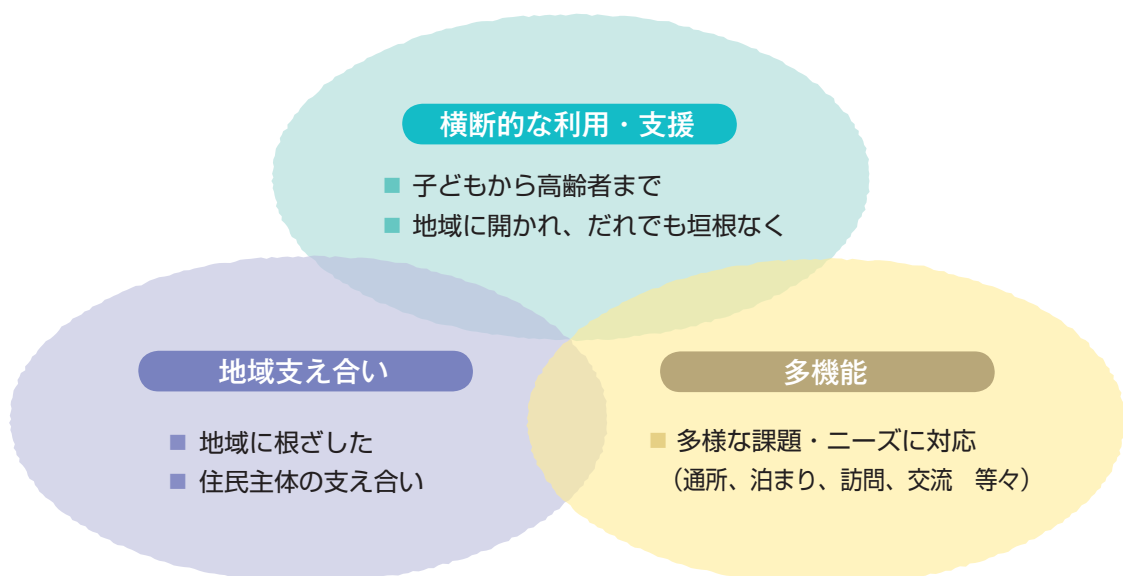 横断的な利用・支援
■ 子どもから高齢者まで
■ 地域に開かれ、だれでも垣根なく
地域支え合い
■ 地域に根ざした
■ 住民主体の支え合い
多機能
■ 多様な課題・ニーズに対応
（通所、泊まり、訪問、交流　等々）